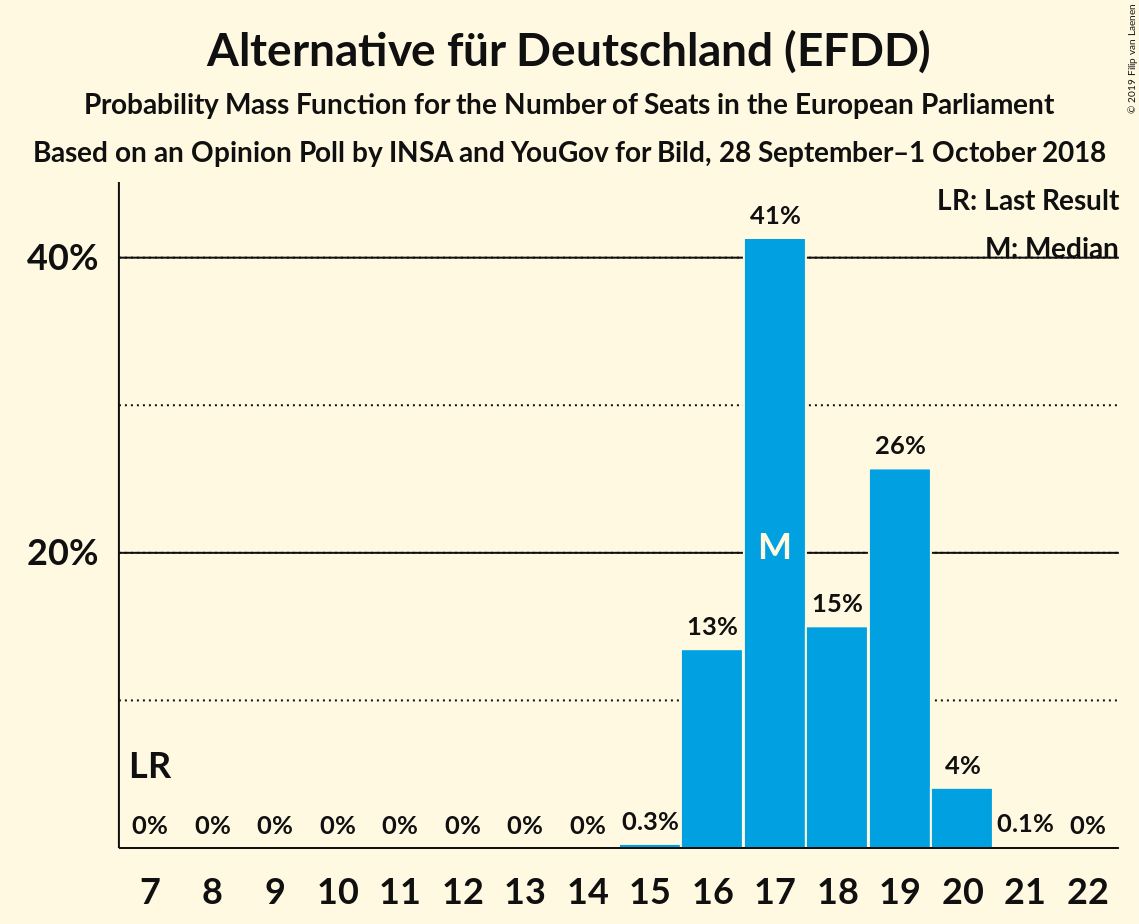 Alternative für Deutschland (EFDD)
Probability Mass Function for the Number of Seats in the European Parliament
Based on an Opinion Poll by INSA and YouGov for Bild, 28 September–1 October 2018
© 2019 Filip van Laenen
LR: Last Result
M: Median
40%
20%
41%
26%
M
15%
13%
LR
4%
0% 0% 0% 0% 0% 0% 0% 0% 0.3% 0.1% 0%
7 8 9 10 11 12 13 14 15 16 17 18 19 20 21 22